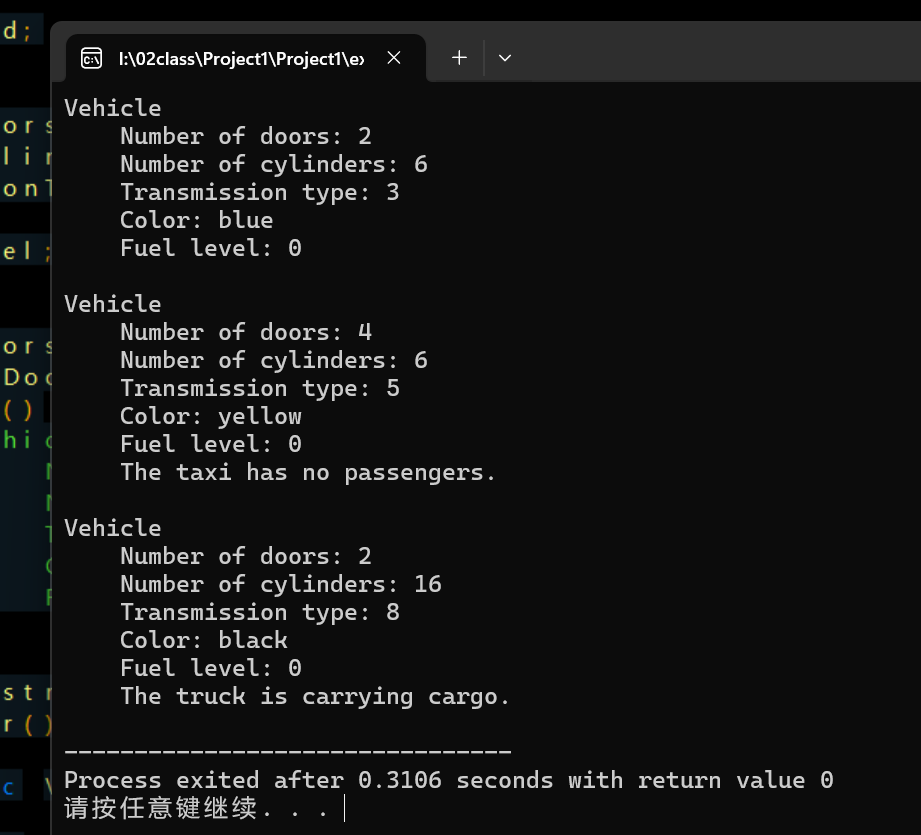 I:\02class\Project1\Project1\ex
Vehicle
Number of doors: 2
Number of cylinders: 6
Transmission type: 3
Color: blue
Fuel level: 0
Vehicle
Number of doors: 4
Number of cylinders: 6
Transmission type: 5
Color: yellow
Fuel level: 0
The taxi has no passengers.
Vehicle
Number of doors: 2
Number of cylinders: 16
Transmission type: 8
Color: black
Fuel level: 0
The truck is carrying cargo.
--------------------------------
Process exited after 0.3106 seconds with return value 0
请按任意键继续. . .